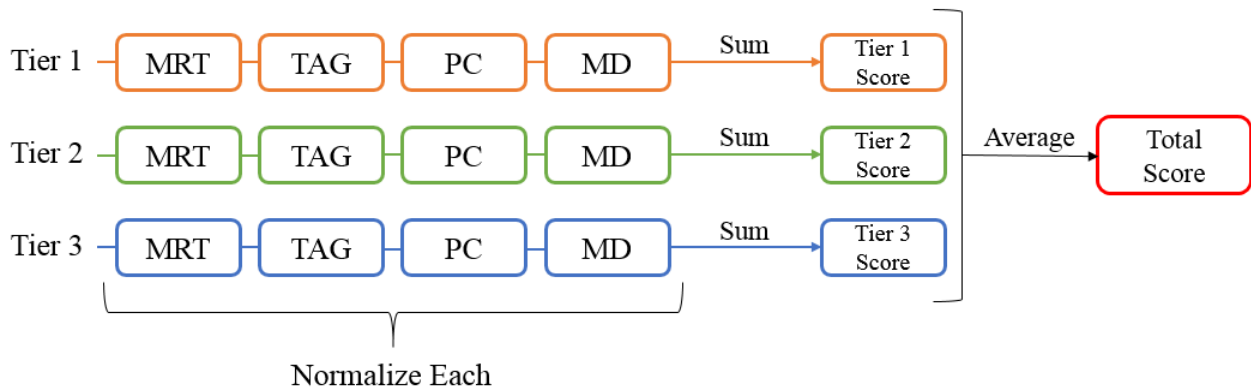 Tier 1 MRT TAG PC MD Sum Tier 1
Score
Tier 2 MRT TAG PC MD Sum Tier 2
Score
Average Total
Score
Tier 3 MRT TAG PC MD Sum Tier 3
Score
Normalize Each